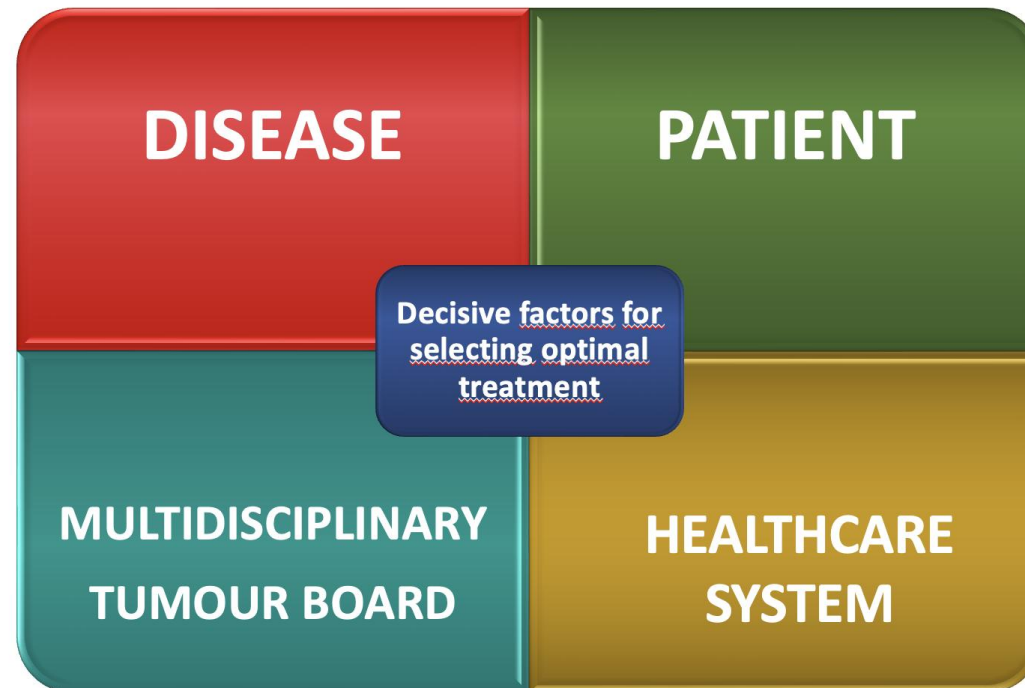 DISEASE
PATIENT
Decisive factors for
selecting optimal
treatment
MULTIDISCIPLINARY
TUMOUR BOARD
HEALTHCARE
SYSTEM